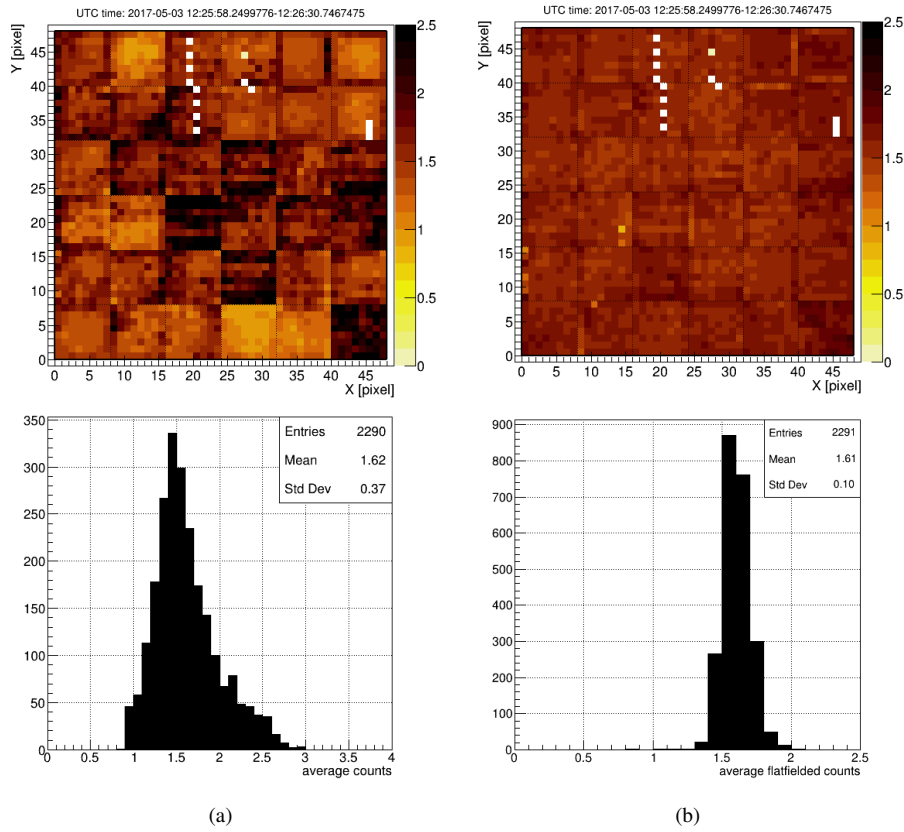 UTC time: 2017-05-03 12:25:58.2499776-12:26:30.7467475
Y [pixel]
45
40
35
30
25
20
15
10
5
0
0 5 10 15 20 25 30 35 40 45
X [pixel]
2.5
2
1.5
1
0.5
0
UTC time: 2017-05-03 12:25:58.2499776-12:26:30.7467475
Y [pixel]
45
40
35
30
25
20
15
10
5
0
0 5 10 15 20 25 30 35 40 45
X [pixel]
2.5
2
1.5
1
0.5
0
350
300
250
200
150
100
50
0
Entries 2290
Mean 1.62
Std Dev 0.37
0 0.5 1 1.5 2 2.5 3 3.5 4
average counts
900
800
700
600
500
400
300
200
100
0
Entries 2291
Mean 1.61
Std Dev 0.10
0 0.5 1 1.5 2 2.5
average flatfielded counts
(a)
(b)